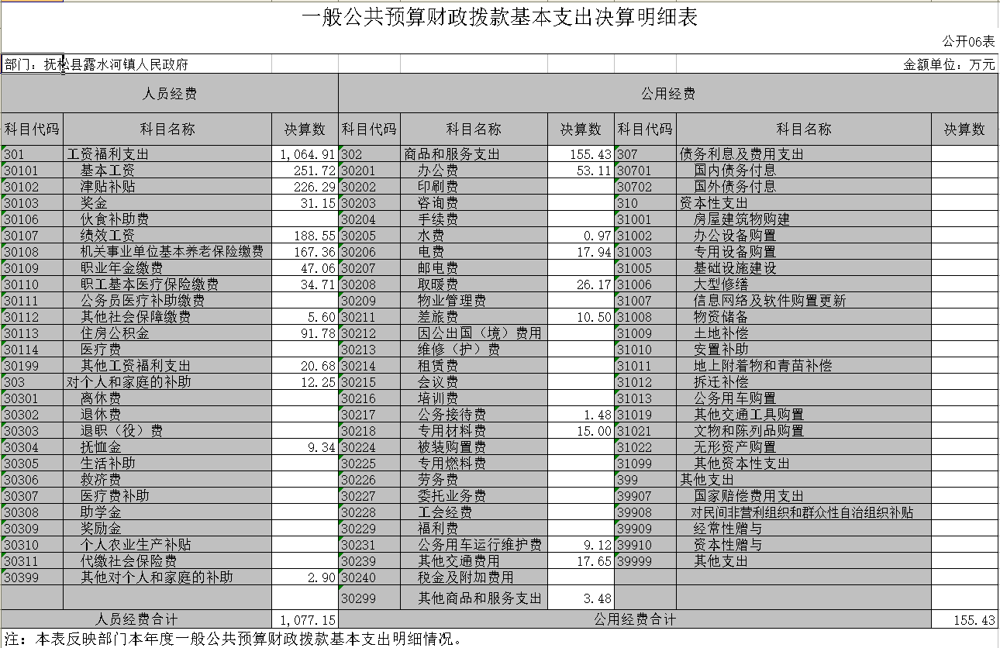 一般公共预算财政拨款基本支出决算明细表
公开06表
部门：抚松县露水河镇人民政府 金额单位：万元
人员经费 公用经费
科目代码 科目名称 决算数 科目代码 科目名称 决算数 科目代码 科目名称 决算数
301 工资福利支出 1,064.91 302 商品和服务支出 155.43 307 债务利息及费用支出
30101 基本工资 251.72 30201 办公费 53.11 30701 国内债务付息
30102 津贴补贴 226.29 30202 印刷费 30702 国外债务付息
30103 奖金 31.15 30203 咨询费 310 资本性支出
30106 伙食补助费 30204 手续费 31001 房屋建筑物购建
30107 绩效工资 188.55 30205 水费 0.97 31002 办公设备购置
30108 机关事业单位基本养老保险缴费 167.36 30206 电费 17.94 31003 专用设备购置
30109 职业年金缴费 47.06 30207 邮电费 31005 基础设施建设
30110 职工基本医疗保险缴费 34.71 30208 取暖费 26.17 31006 大型修缮
30111 公务员医疗补助缴费 30209 物业管理费 31007 信息网络及软件购置更新
30112 其他社会保障缴费 5.60 30211 差旅费 10.50 31008 物资储备
30113 住房公积金 91.78 30212 因公出国（境）费用 31009 土地补偿
30114 医疗费 30213 维修（护）费 31010 安置补助
30199 其他工资福利支出 20.68 30214 租赁费 31011 地上附着物和青苗补偿
303 对个人和家庭的补助 12.25 30215 会议费 31012 拆迁补偿
30301 离休费 30216 培训费 31013 公务用车购置
30302 退休费 30217 公务接待费 1.48 31019 其他交通工具购置
30303 退职（役）费 30218 专用材料费 15.00 31021 文物和陈列品购置
30304 抚恤金 9.34 30224 被装购置费 31022 无形资产购置
30305 生活补助 30225 专用燃料费 31099 其他资本性支出
30306 救济费 30226 劳务费 399 其他支出
30307 医疗费补助 30227 委托业务费 39907 国家赔偿费用支出
30308 助学金 30228 工会经费 39908 对民间非营利组织和群众性自治组织补贴
30309 奖励金 30229 福利费 39909 经常性赠与
30310 个人农业生产补贴 30231 公务用车运行维护费 9.12 39910 资本性赠与
30311 代缴社会保险费 30239 其他交通费用 17.65 39999 其他支出
30399 其他对个人和家庭的补助 2.90 30240 税金及附加费用
30299 其他商品和服务支出 3.48
人员经费合计 1,077.15 公用经费合计 155.43
注：本表反映部门本年度一般公共预算财政拨款基本支出明细情况。